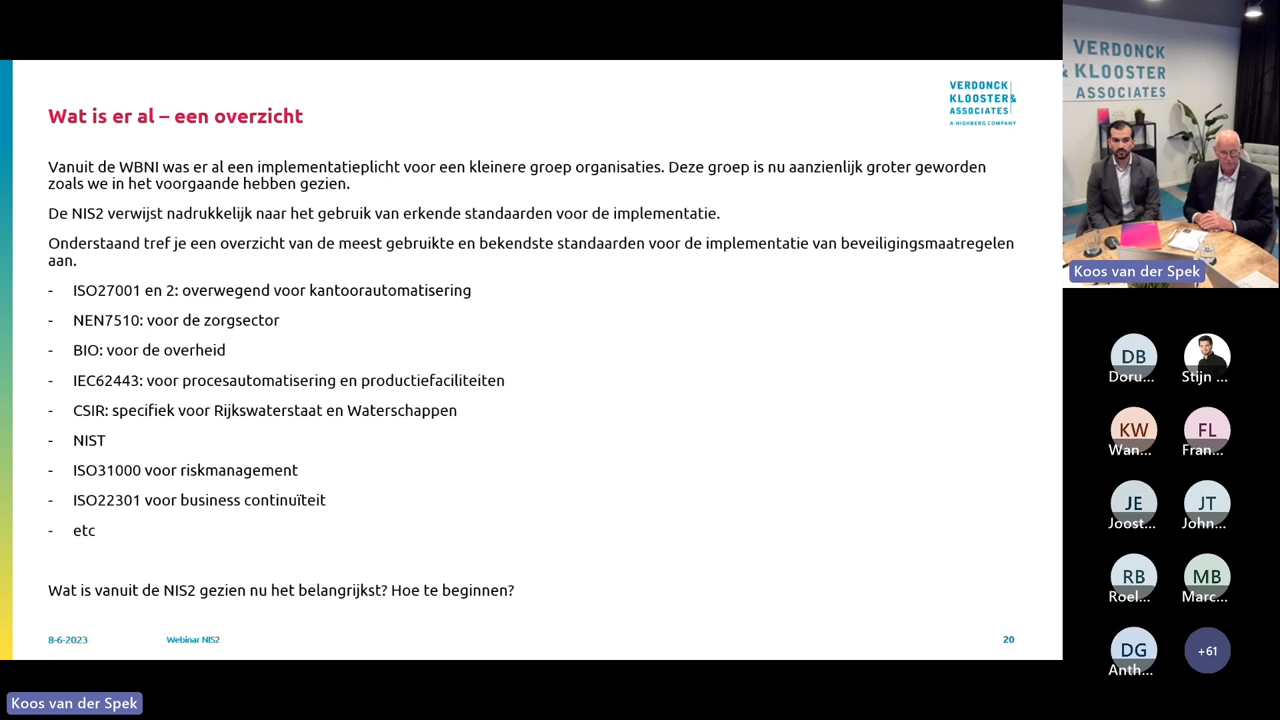 Wat is er al – een overzicht
VERDONCK
KLOOSTER&
ASSOCIATES
A HIGHBERG COMPANY
Vanuit de WBNI was er al een implementatieplicht voor een kleinere groep organisaties. Deze groep is nu aanzienlijk groter geworden
zoals we in het voorgaande hebben gezien.
De NIS2 verwijst nadrukkelijk naar het gebruik van erkende standaarden voor de implementatie.
Onderstaand tref je een overzicht van de meest gebruikte en bekendste standaarden voor de implementatie van beveiligingsmaatregelen
aan.
- ISO27001 en 2: overwegend voor kantoorautomatisering
- NEN7510: voor de zorgsector
- BIO: voor de overheid
- IEC62443: voor procesautomatisering en productiefaciliteiten
- CSIR: specifiek voor Rijkswaterstaat en Waterschappen
- NIST
- ISO31000 voor riskmanagement
- ISO22301 voor business continuïteit
- etc
Wat is vanuit de NIS2 gezien nu het belangrijkst? Hoe te beginnen?
8-6-2023
Webinar NIS2
20
VERDONCK
& KLOOSTER
ASSOCIATES
Koos van der Spek
DB
Doru...
Stijn ...
KW
Wan...
FL
Fran...
JE
Joost...
JT
John...
RB
Roel...
MB
Marc...
DG
Anth...
+61
Koos van der Spek